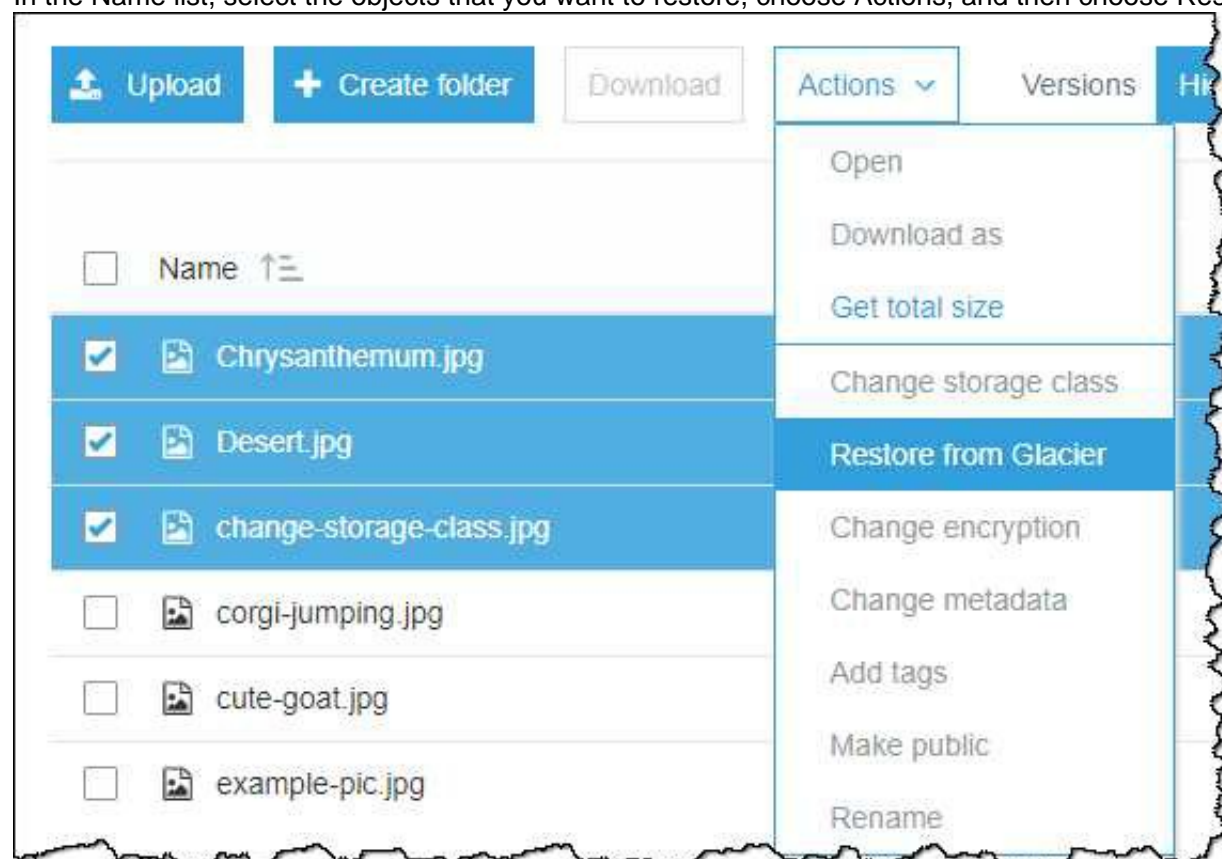 In the Name list, select the objects that you want to restore, choose Actions, and then choose Res
Upload Create folder Download Actions Versions Hi
Open
Download as
Name
Get total size
Chrysanthemum.jpg
Change storage class
Desert.jpg
Restore from Glacier
change-storage-class.jpg
Change encryption
corgi-jumping.jpg
Change metadata
cute-goat.jpg
Add tags
Make public
example-pic.jpg
Rename